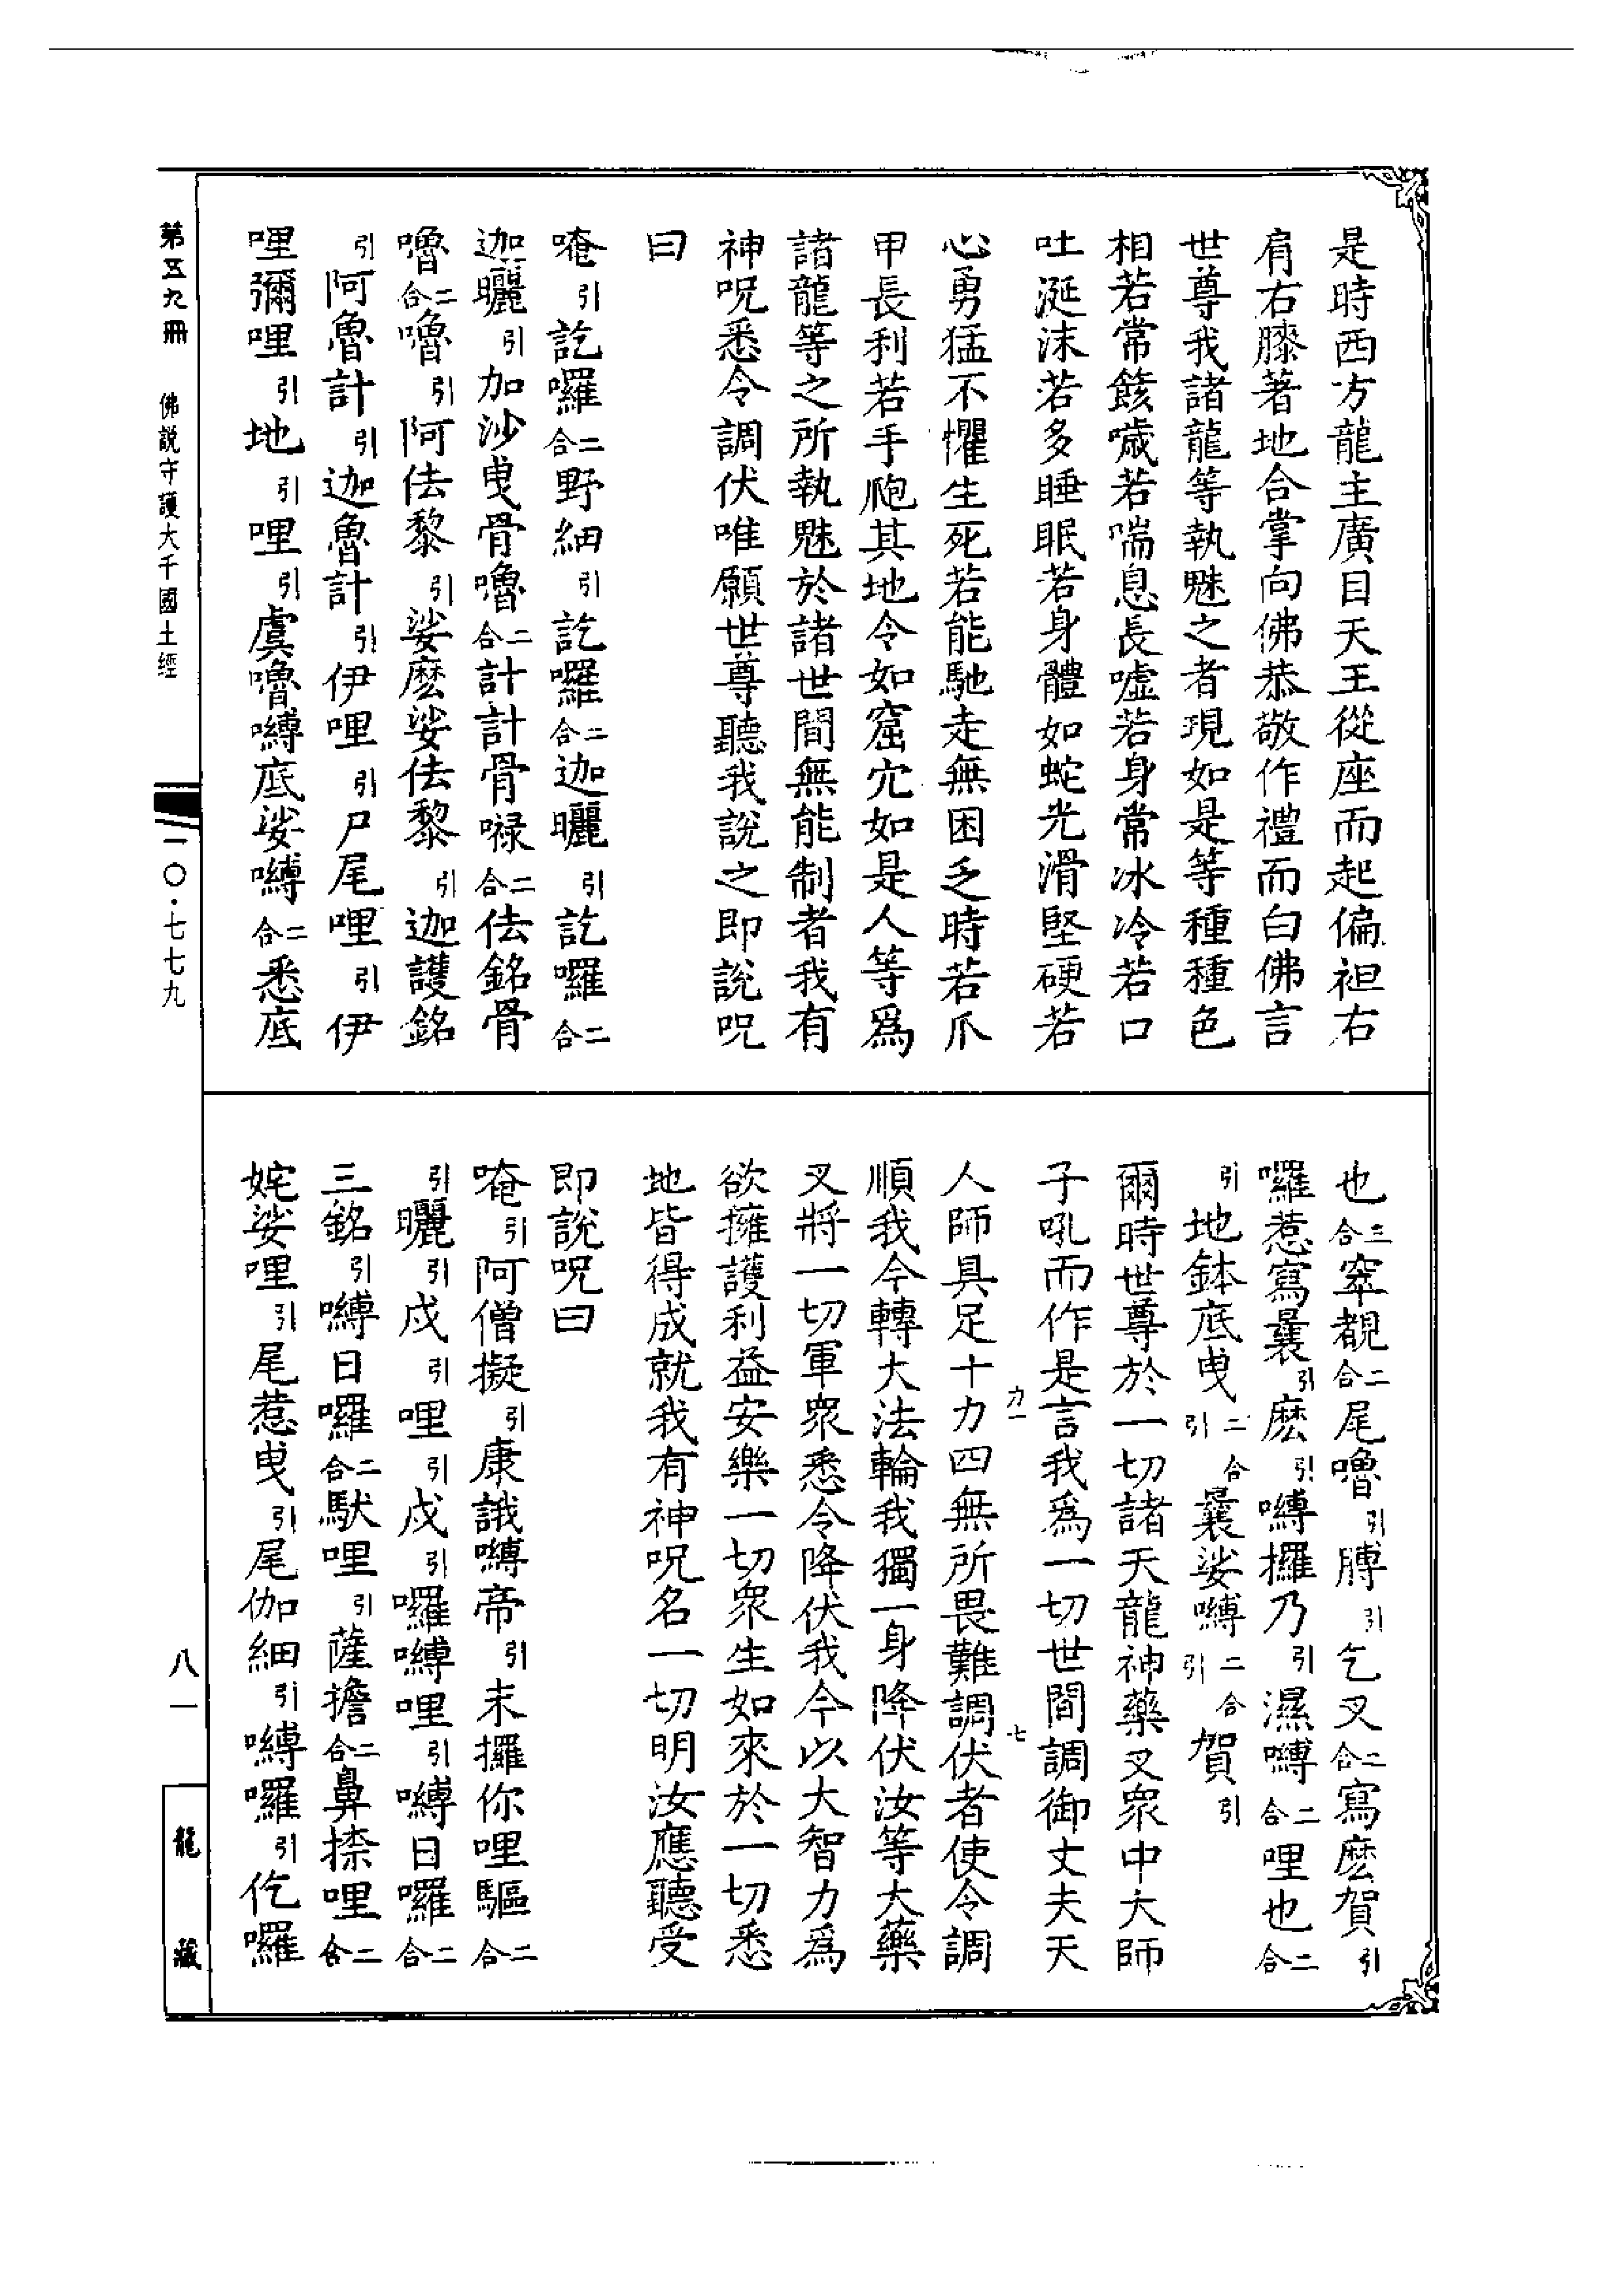 是時西方龍主廣目天王從座而起偏袒右
肩右膝著地合掌向佛恭敬作禮而白佛言
世尊我諸龍等執魅之者現如是等種種色
相若常餩噦若喘息長噓若身常冰冷若口
吐涎沫若多睡眠若身體如蛇光滑堅硬若
心勇猛不懼生死若能馳走無困乏時若爪
甲長利若手爮其地令如窟穴如是人等爲
諸龍等之所執魅於諸世間無能制者我有
神呪悉令調伏唯願世尊聽我說之即說呪
曰
唵引訖囉二合野細引訖囉二合迦曬引訖囉二合
迦曬引加沙曳骨嚕二合計計骨㘑二合佉銘骨
嚕二合嚕引阿佉黎引娑麽娑佉黎引迦護銘
引阿魯計引迦魯計引伊哩引尸尾哩引伊
哩彌哩引地引哩引虞嚕嚩底娑嚩二合悉底
也三合窣覩二合尾嚕引膊引乞叉二合寫麽賀引
囉惹寫曩引麽引嚩攞乃引濕嚩二合哩也二合
引地鉢底曳二合引曩娑嚩二合引賀引
爾時世尊於一切諸天龍神藥叉眾中大師
子吼而作是言我爲一切世間調御丈夫天
力一 七
人師具足十力四無所畏難調伏者使令調
順我今轉大法輪我獨一身降伏汝等大藥
叉將一切軍眾悉令降伏我今以大智力爲
欲擁護利益安樂一切眾生如來於一切悉
地皆得成就我有神呪名一切明汝應聽受
即說呪曰
唵引阿僧擬引康誐嚩帝引末攞你哩驅二合
引曬引戍引哩引戍引囉嚩哩引嚩日囉二合
三銘引嚩日囉二合馱哩引薩擔二合鼻捺哩二合
姹娑哩引尾惹曳引尾伽細引嚩囉引仡囉
第五九冊 佛説守護大千國土經
一〇·七七九
八一
龍藏